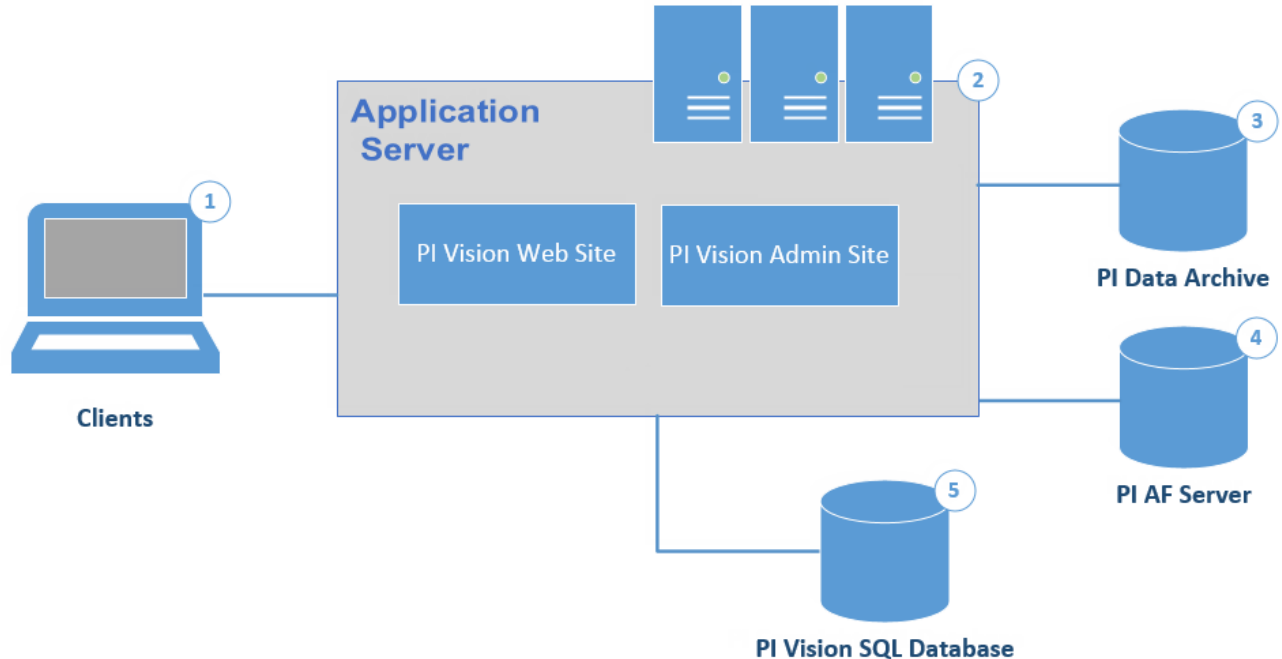 2
Application
Server
3
1
PI Vision Web Site
PI Vision Admin Site
PI Data Archive
4
Clients
5
PI AF Server
PI Vision SQL Database